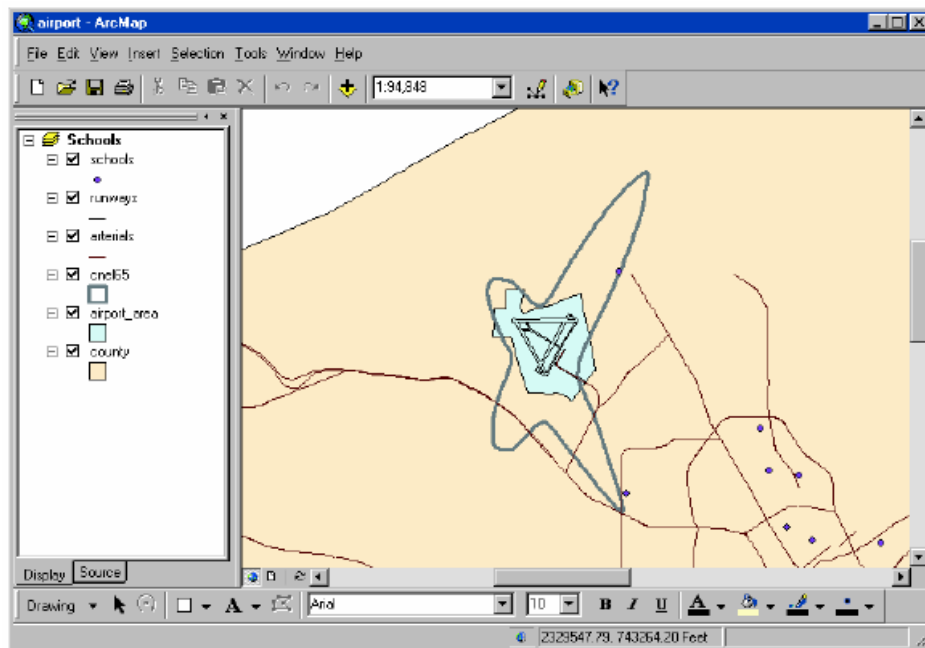 airport - ArcMap
File Edit View Insert Selection Tools Window Help
1:94,848
Schools
schools
runways
arterials
cnel65
airport_area
county
Display Source
Drawing A Arial 10 B I U A
2329547.79 743264.20 Feet